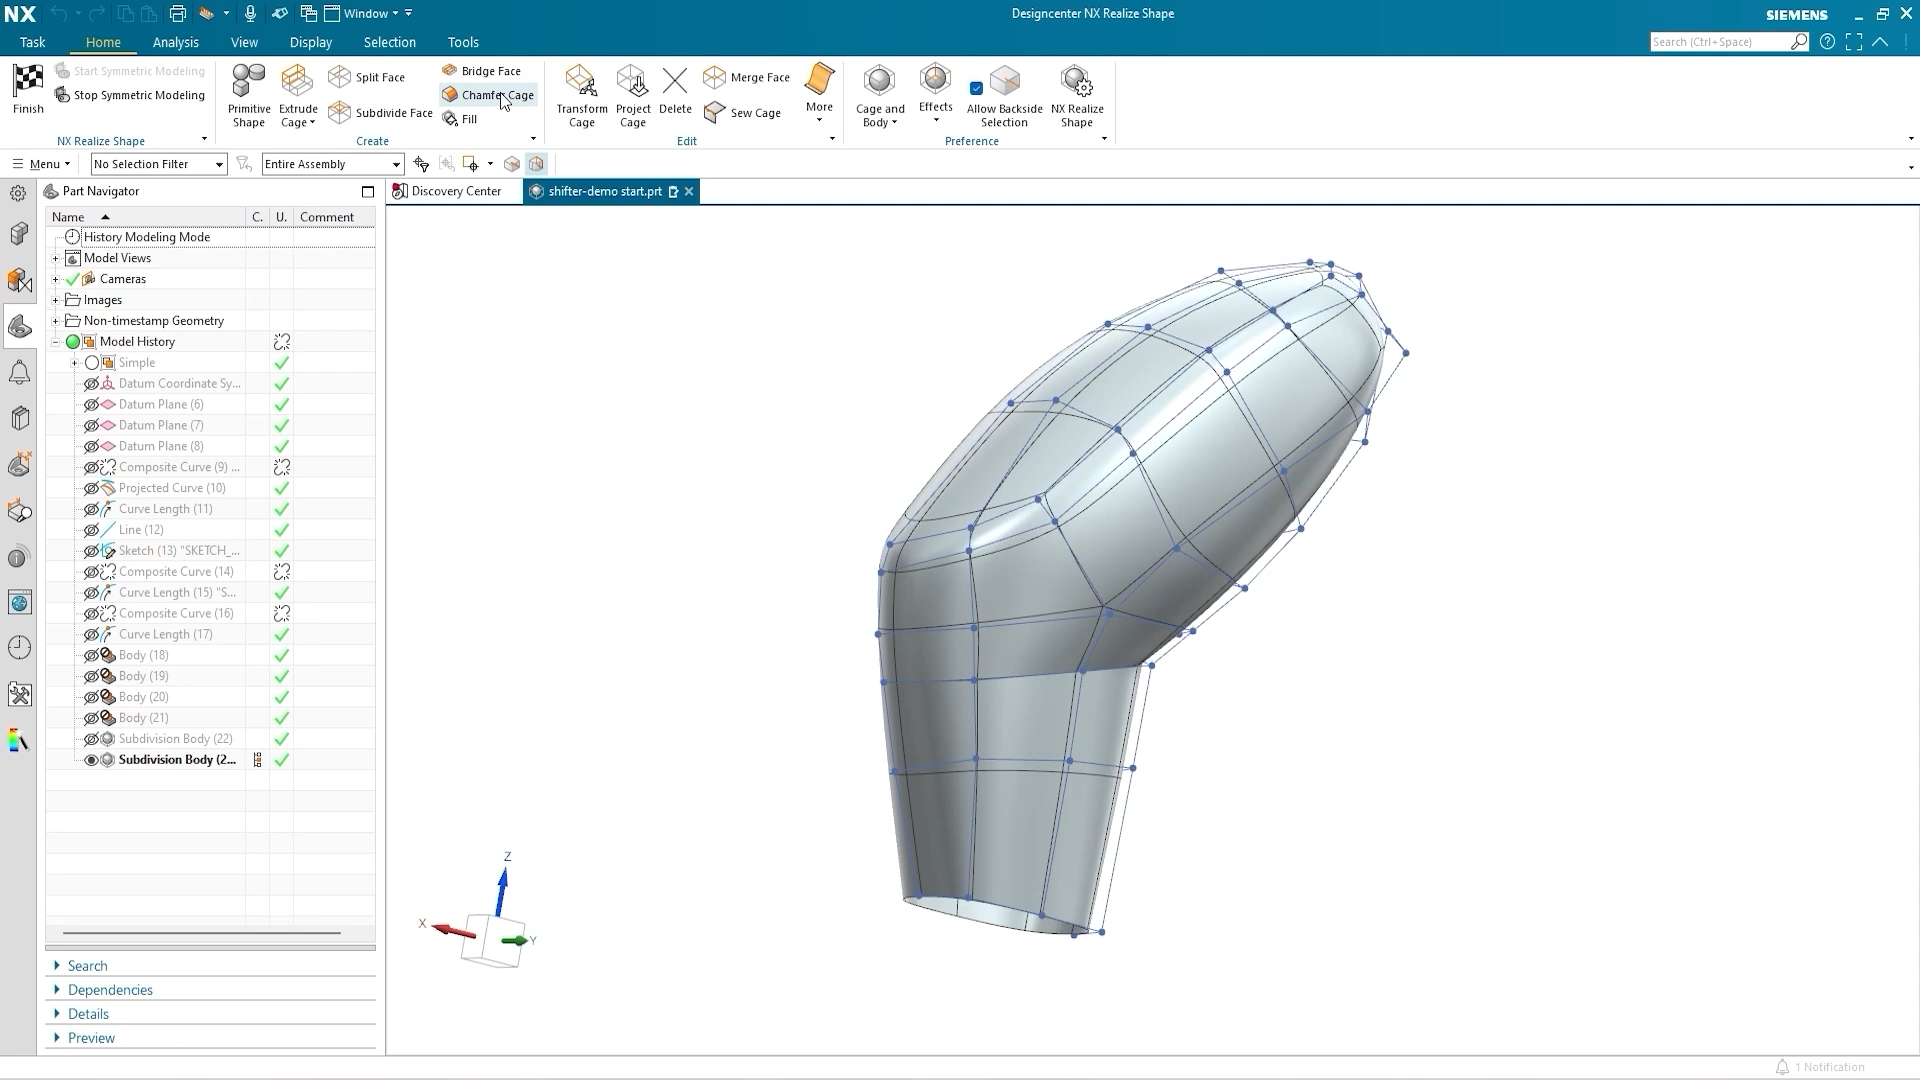 NX
Window
Designcenter NX Realize Shape
SIEMENS
Task
Home
Analysis
View
Display
Selection
Tools
Search (Ctrl+Space)
Finish
Start Symmetric Modeling
Stop Symmetric Modeling
NX Realize Shape
Primitive Shape
Extrude Cage
Split Face
Subdivide Face
Bridge Face
Chamfer Cage
Fill
Create
Transform Cage
Project Cage
Delete
Merge Face
Sew Cage
More
Edit
Cage and Body
Effects
Allow Backside Selection
NX Realize Shape
Preference
Menu
No Selection Filter
Entire Assembly
Part Navigator
Discovery Center
shifter-demo start.prt
Name
C.
U.
Comment
History Modeling Mode
Model Views
Cameras
Images
Non-timestamp Geometry
Model History
Simple
Datum Coordinate Sy...
Datum Plane (6)
Datum Plane (7)
Datum Plane (8)
Composite Curve (9) ...
Projected Curve (10)
Curve Length (11)
Line (12)
Sketch (13) "SKETCH_...
Composite Curve (14)
Curve Length (15) "S...
Composite Curve (16)
Curve Length (17)
Body (18)
Body (19)
Body (20)
Body (21)
Subdivision Body (22)
Subdivision Body (2...
Z
X
Y
Search
Dependencies
Details
Preview
1 Notification